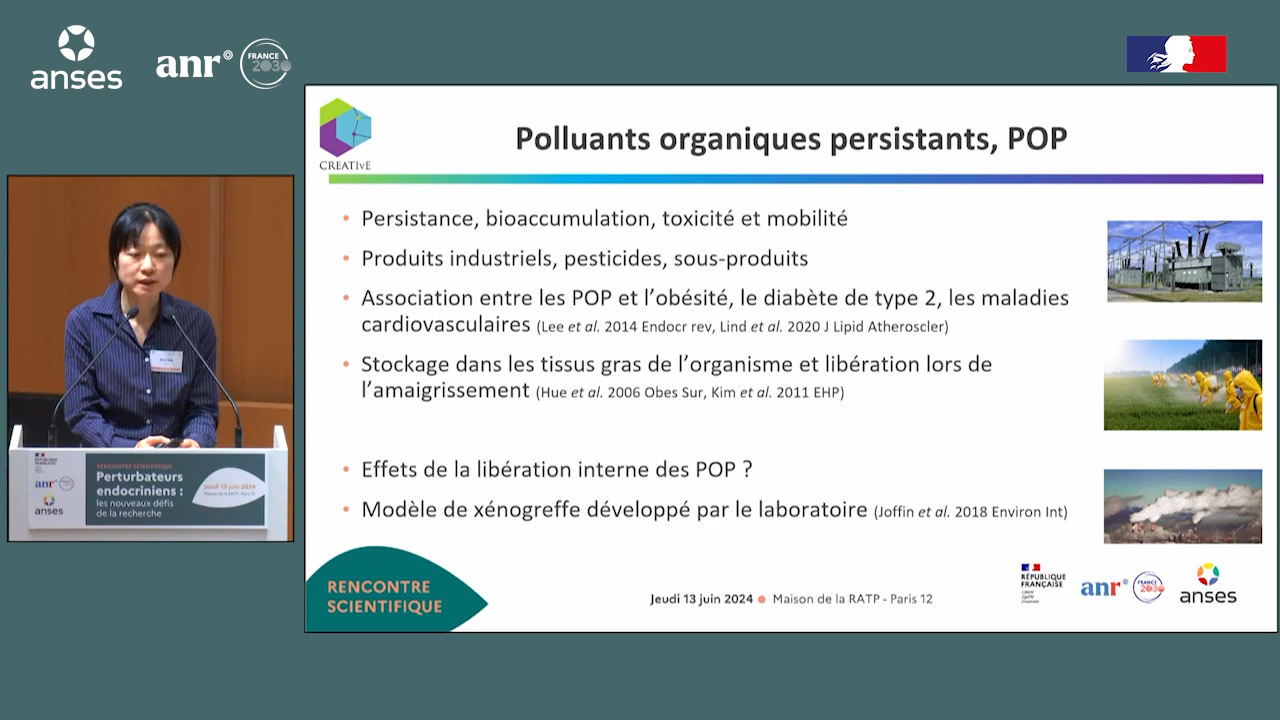 anses
anr
FRANCE
2030
CREATIvE
Polluants organiques persistants, POP
• Persistance, bioaccumulation, toxicité et mobilité
• Produits industriels, pesticides, sous-produits
• Association entre les POP et l’obésité, le diabète de type 2, les maladies
cardiovasculaires (Lee et al. 2014 Endocr rev, Lind et al. 2020 J Lipid Atheroscler)
• Stockage dans les tissus gras de l’organisme et libération lors de
l’amaigrissement (Hue et al. 2006 Obes Sur, Kim et al. 2011 EHP)
• Effets de la libération interne des POP ?
• Modèle de xénogreffe développé par le laboratoire (Joffin et al. 2018 Environ Int)
RENCONTRE
SCIENTIFIQUE
Jeudi 13 juin 2024 • Maison de la RATP - Paris 12
RÉPUBLIQUE
FRANÇAISE
Liberté
Égalité
Fraternité
anr
FRANCE
2030
anses
RÉPUBLIQUE
FRANÇAISE
anr
anses
RENCONTRE SCIENTIFIQUE
Perturbateurs
endocriniens :
les nouveaux défis
de la recherche
Jeudi 13 juin 2024
Maison de la RATP - Paris 12